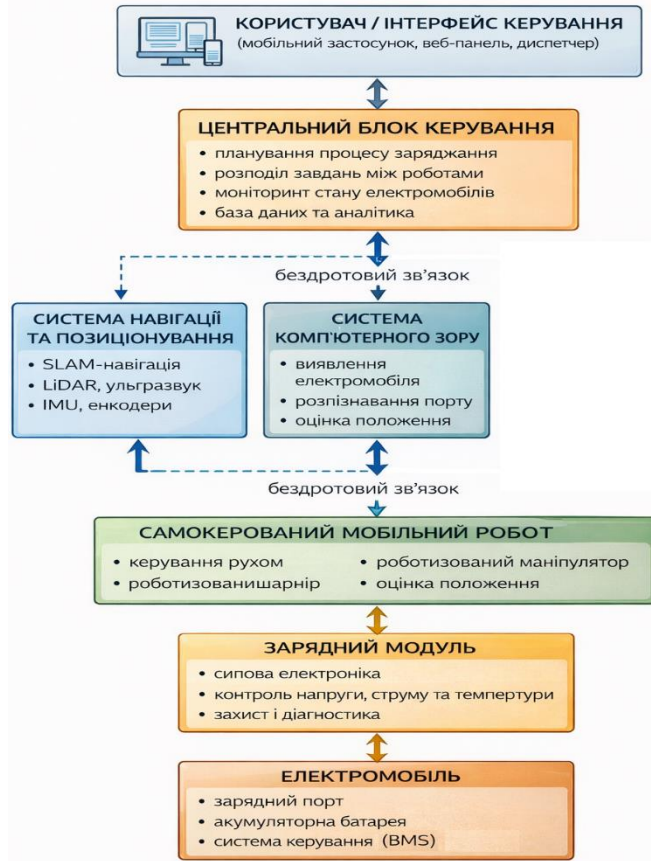 КОРИСТУВАЧ / ІНТЕРФЕЙС КЕРУВАННЯ
(мобільний застосунок, веб-панель, диспетчер)
ЦЕНТРАЛЬНИЙ БЛОК КЕРУВАННЯ
• планування процесу заряджання
• розподіл завдань між роботами
• моніторинт стану електромобілів
• база даних та аналітика
бездротовий зв'язок
СИСТЕМА НАВІГАЦІЇ
ТА ПОЗИЦІОНУВАННЯ
• SLAM-навігація
• LiDAR, ультразвук
• IMU, енкодери
СИСТЕМА
КОМП'ЮТЕРНОГО ЗОРУ
• виявлення
електромобіля
• розпізнавання порту
• оцінка положення
бездротовий зв'язок
САМОКЕРОВАНИЙ МОБІЛЬНИЙ РОБОТ
• керування рухом
• роботизованишарнір
• роботизований маніпулятор
• оцінка положення
ЗАРЯДНИЙ МОДУЛЬ
• сипова електроніка
• контроль напруги, струму та темпертури
• захист і діагностика
ЕЛЕКТРОМОБІЛЬ
• зарядний порт
• акумуляторна батарея
• система керування (BMS)